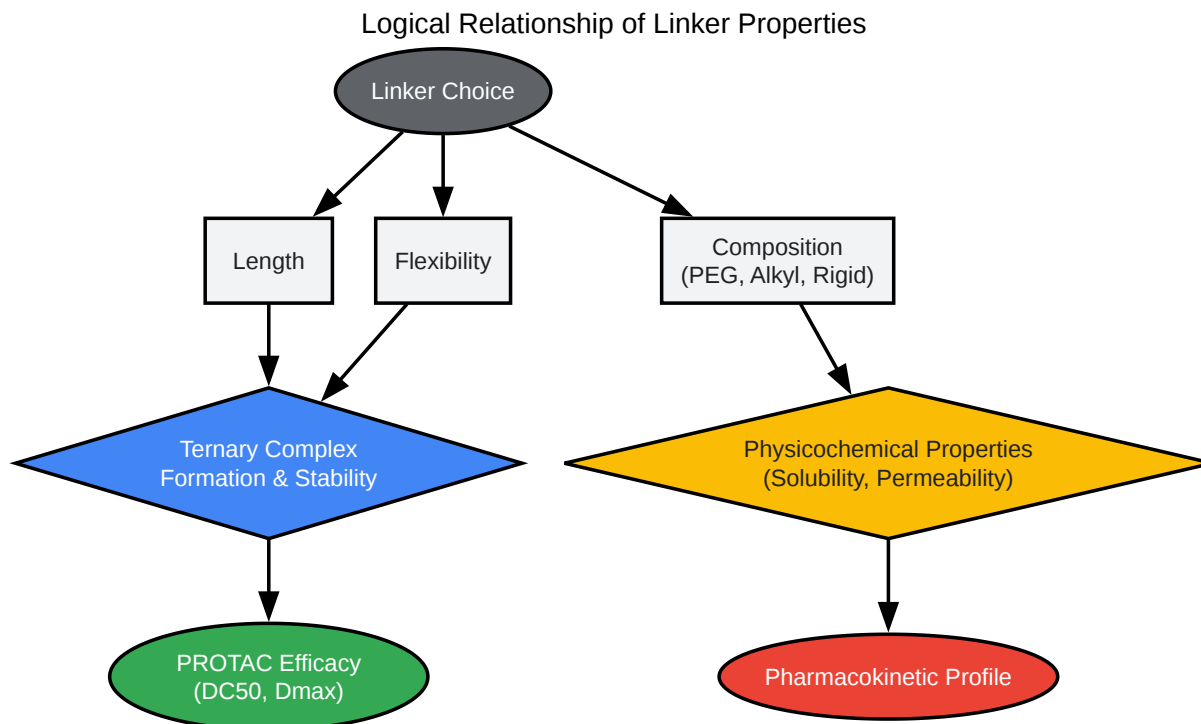 Logical Relationship of Linker Properties
Linker Choice
Length
Flexibility
Composition
(PEG, Alkyl, Rigid)
Ternary Complex
Formation & Stability
Physicochemical Properties
(Solubility, Permeability)
PROTAC Efficacy
(DC50, Dmax)
Pharmacokinetic Profile